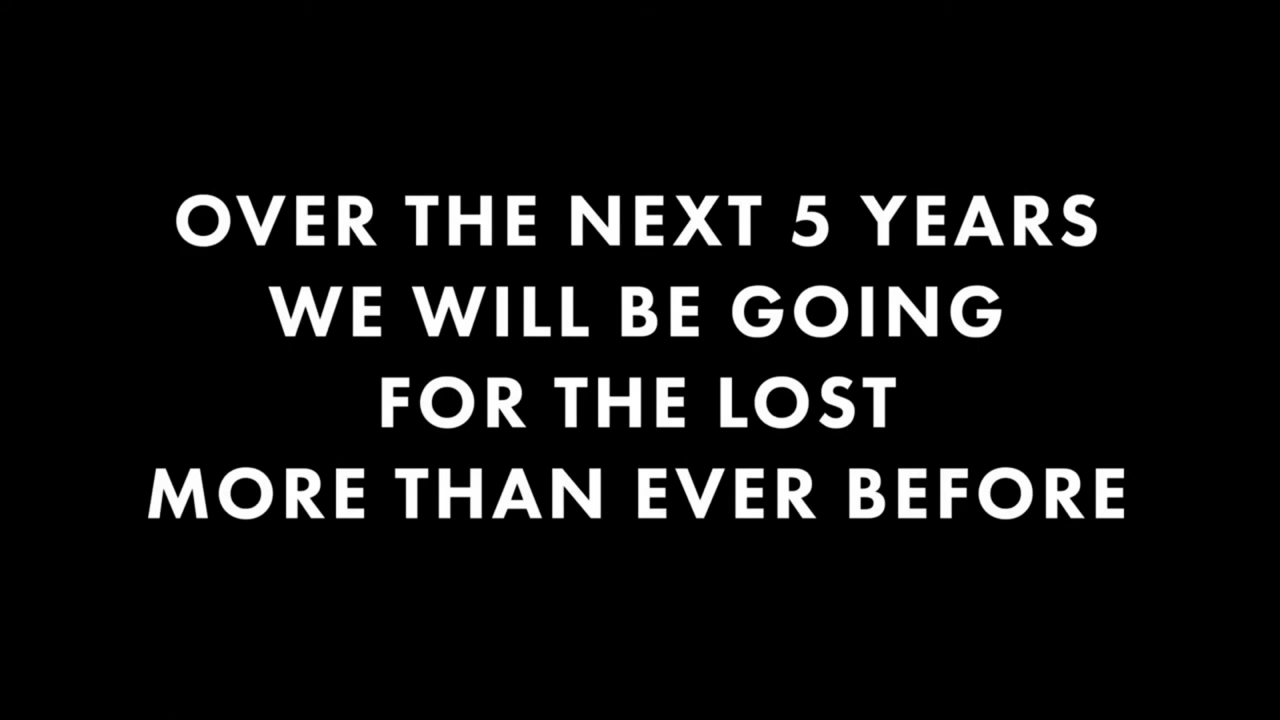 OVER THE NEXT 5 YEARS
WE WILL BE GOING
FOR THE LOST
MORE THAN EVER BEFORE